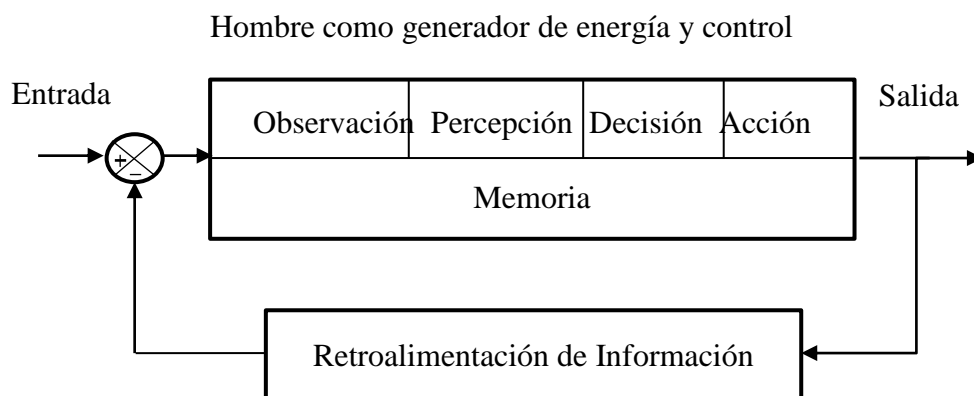 Hombre como generador de energía y control
Entrada
Salida
Observación Percepción Decisión Acción
+
−
Memoria
Retroalimentación de Información